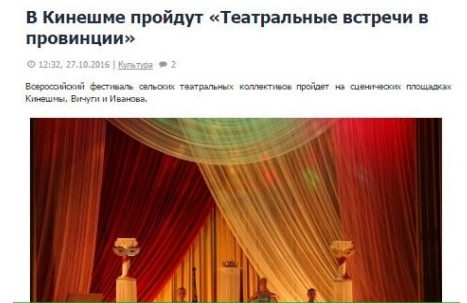 В Кинешме пройдут «Театральные встречи в
провинции»
12:32, 27.10.2016 | Культура 2
Всероссийский фестиваль сельских театральных коллективов пройдет на сценических площадках
Кинешмы, Вичуги и Иванова.